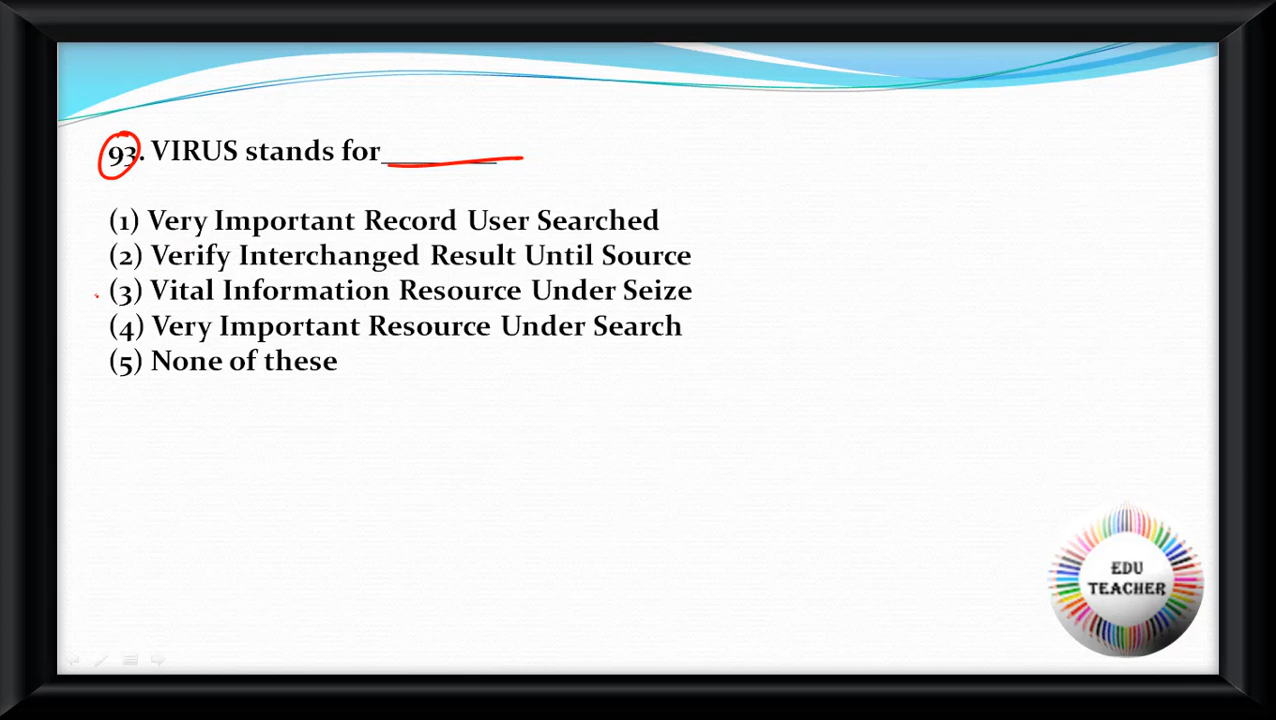 93. VIRUS stands for________
(1) Very Important Record User Searched
(2) Verify Interchanged Result Until Source
(3) Vital Information Resource Under Seize
(4) Very Important Resource Under Search
(5) None of these
EDU
TEACHER